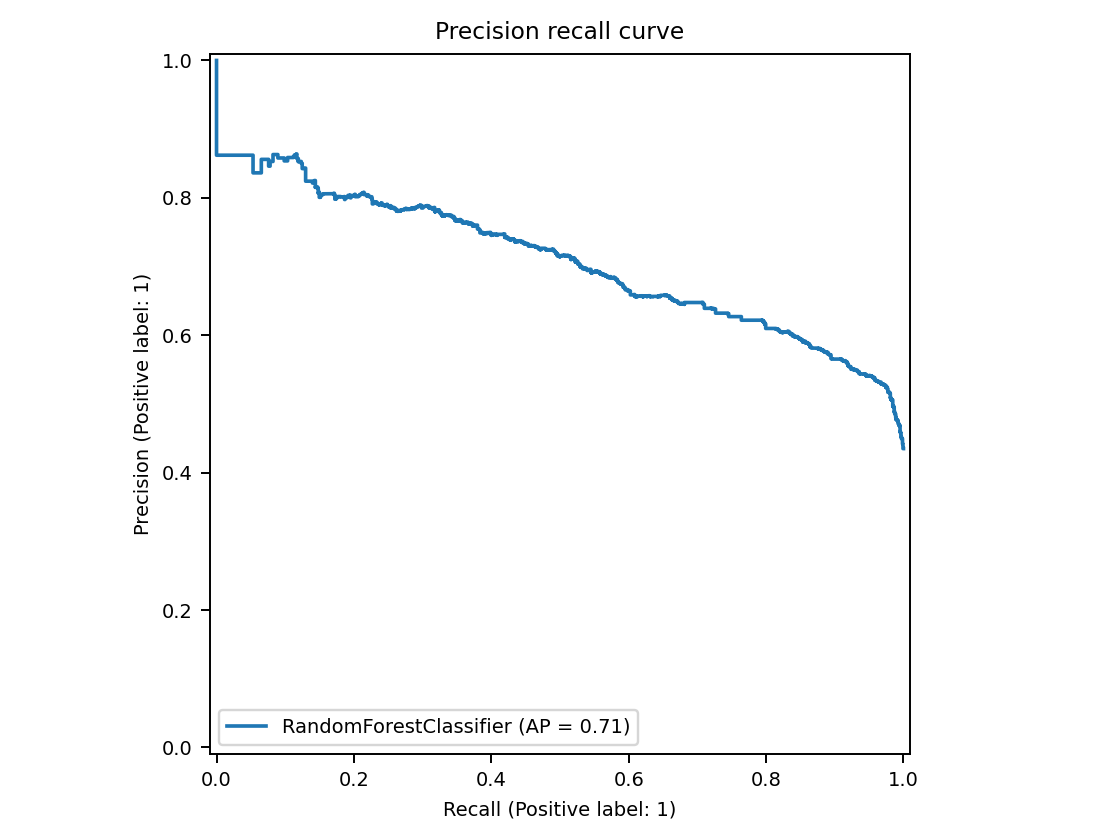 Precision recall curve
1.0
0.8
0.6
0.4
0.2
0.0
Precision (Positive label: 1)
RandomForestClassifier (AP = 0.71)
0.0 0.2 0.4 0.6 0.8 1.0
Recall (Positive label: 1)